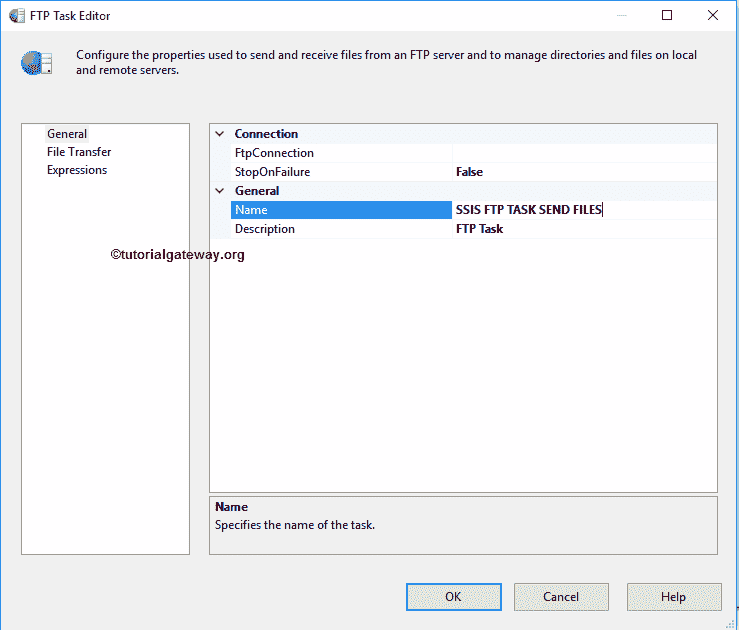 FTP Task Editor
Configure the properties used to send and receive files from an FTP server and to manage directories and files on local
and remote servers.
General
File Transfer
Expressions
Connection
FtpConnection
StopOnFailure False
General
Name SSIS FTP TASK SEND FILES
Description FTP Task
©tutorialgateway.org
Name
Specifies the name of the task.
OK Cancel Help